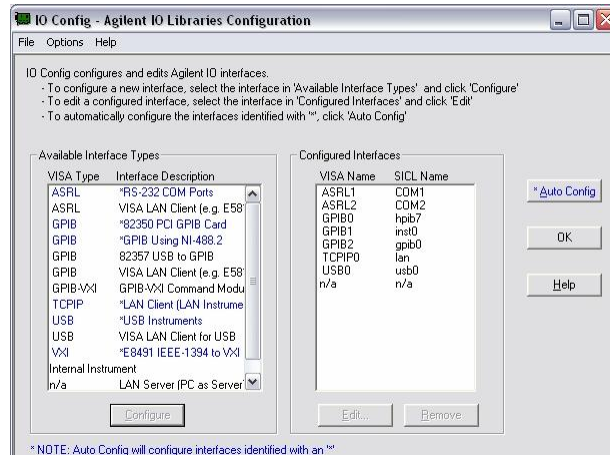 IO Config - Agilent IO Libraries Configuration
File Options Help
IO Config configures and edits Agilent IO interfaces.
- To configure a new interface, select the interface in 'Available Interface Types' and click 'Configure'
- To edit a configured interface, select the interface in 'Configured Interfaces' and click 'Edit'
- To automatically configure the interfaces identified with '*', click 'Auto Config'
Available Interface Types
VISA Type Interface Description
ASRL *RS-232 COM Ports
ASRL VISA LAN Client (e.g. E58
GPIB *82350 PCI GPIB Card
GPIB *GPIB Using NI-488.2
GPIB 82357 USB to GPIB
GPIB VISA LAN Client (e.g. E58
GPIB-VXI GPIB-VXI Command Modu
TCPIP *LAN Client (LAN Instrume
USB *USB Instruments
USB VISA LAN Client for USB
VXI *E8491 IEEE-1394 to VXI
Internal Instrument
n/a LAN Server (PC as Server
Configure
Configured Interfaces
VISA Name SICL Name
ASRL1 COM1
ASRL2 COM2
GPIB0 hpib7
GPIB1 inst0
GPIB2 gpib0
TCPIP0 lan
USB0 usb0
n/a n/a
Edit... Remove
* Auto Config
OK
Help
* NOTE: Auto Config will configure interfaces identified with an '*'